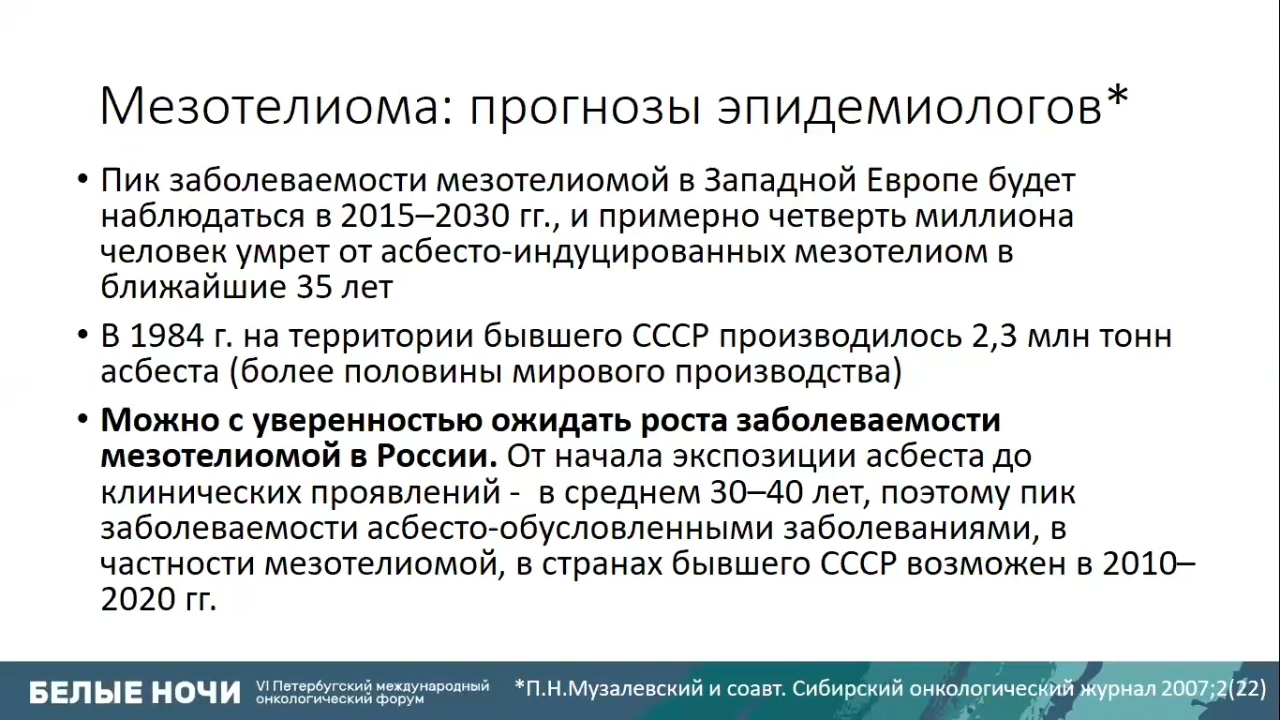 Мезотелиома: прогнозы эпидемиологов*
• Пик заболеваемости мезотелиомой в Западной Европе будет
наблюдаться в 2015–2030 гг., и примерно четверть миллиона
человек умрет от асбесто-индуцированных мезотелиом в
ближайшие 35 лет
• В 1984 г. на территории бывшего СССР производилось 2,3 млн тонн
асбеста (более половины мирового производства)
• Можно с уверенностью ожидать роста заболеваемости
мезотелиомой в России. От начала экспозиции асбеста до
клинических проявлений - в среднем 30–40 лет, поэтому пик
заболеваемости асбесто-обусловленными заболеваниями, в
частности мезотелиомой, в странах бывшего СССР возможен в 2010–
2020 гг.
БЕЛЫЕ НОЧИ
VI Петербургский международный
онкологический форум
*П.Н.Музалевский и соавт. Сибирский онкологический журнал 2007;2(22)